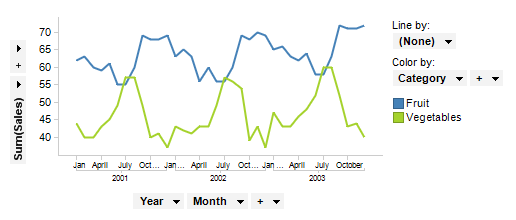 Line by:
(None)
Color by:
Category
+
Fruit
Vegetables
+
Sum(Sales)
70
65
60
55
50
45
40
Jan April July Oct... Jan ... April July Oct... Jan ... April July October
2001 2002 2003
Year Month +